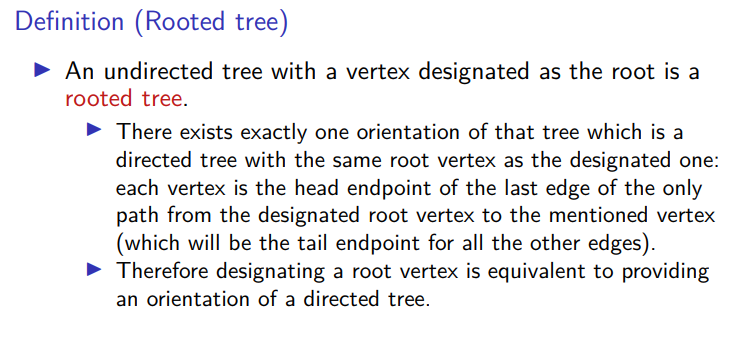 Definition (Rooted tree)
An undirected tree with a vertex designated as the root is a
rooted tree.
There exists exactly one orientation of that tree which is a
directed tree with the same root vertex as the designated one:
each vertex is the head endpoint of the last edge of the only
path from the designated root vertex to the mentioned vertex
(which will be the tail endpoint for all the other edges).
Therefore designating a root vertex is equivalent to providing
an orientation of a directed tree.